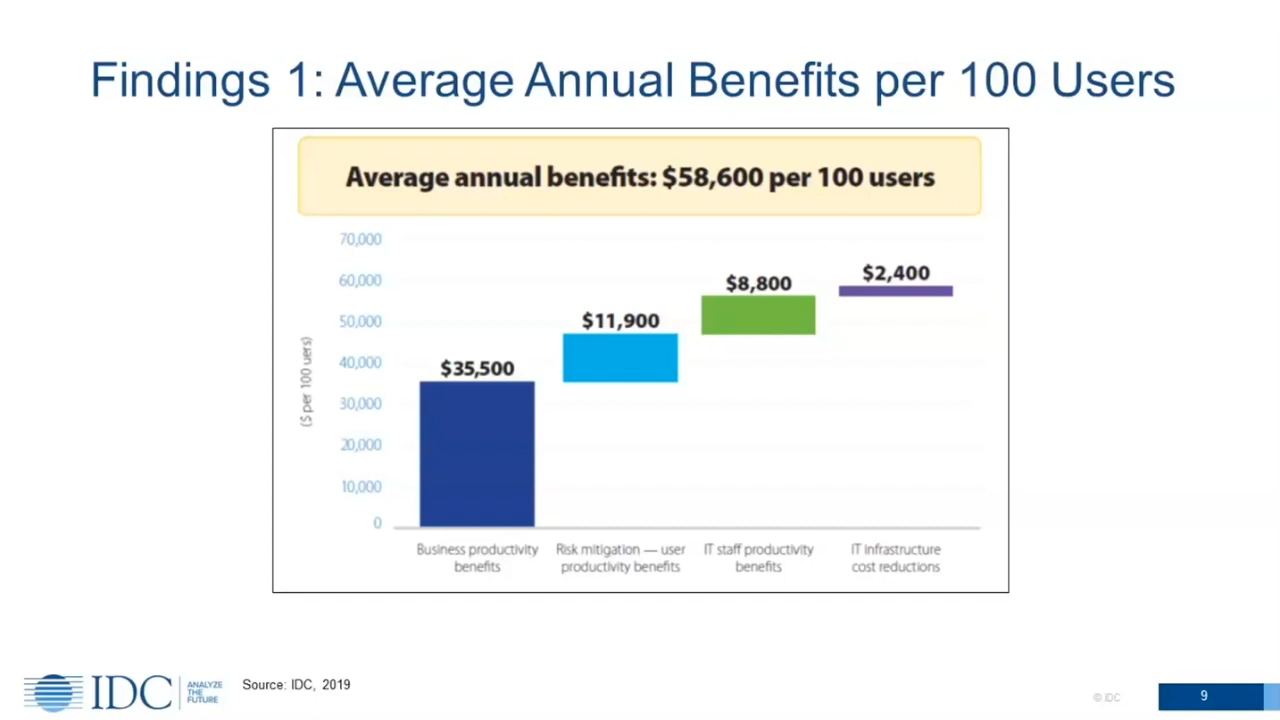 Findings 1: Average Annual Benefits per 100 Users
Average annual benefits: $58,600 per 100 users
70,000
60,000
50,000
40,000
30,000
20,000
10,000
0
($ per 100 uers)
$35,500
$11,900
$8,800
$2,400
Business productivity
benefits
Risk mitigation — user
productivity benefits
IT staff productivity
benefits
IT infrastructure
cost reductions
IDC
ANALYZE
THE
FUTURE
Source: IDC, 2019
© IDC
9